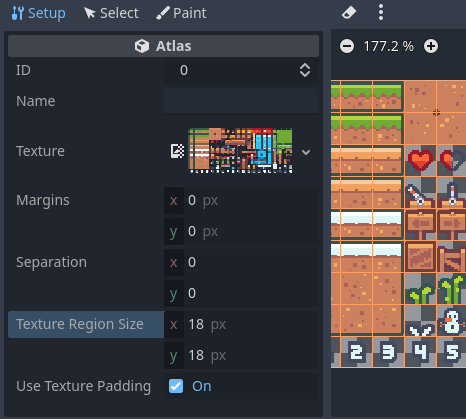 Setup Select Paint
Atlas
ID 0
Name
177.2 %
Texture
Margins x 0 px
y 0 px
Separation x 0
y 0
Texture Region Size x 18 px
y 18 px
Use Texture Padding On
2 3 4 5